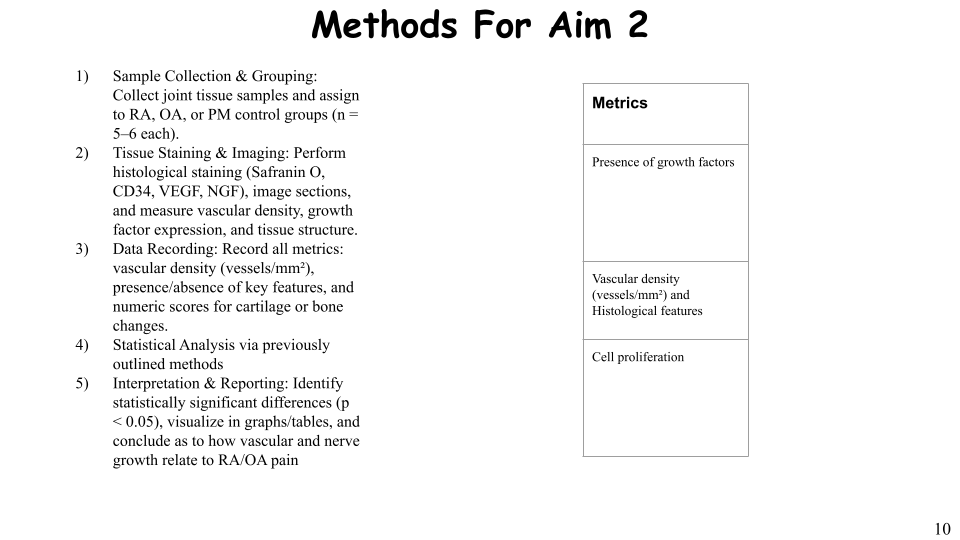 Methods For Aim 2
1) Sample Collection & Grouping:
Collect joint tissue samples and assign
to RA, OA, or PM control groups (n =
5–6 each).
2) Tissue Staining & Imaging: Perform
histological staining (Safranin O,
CD34, VEGF, NGF), image sections,
and measure vascular density, growth
factor expression, and tissue structure.
3) Data Recording: Record all metrics:
vascular density (vessels/mm²),
presence/absence of key features, and
numeric scores for cartilage or bone
changes.
4) Statistical Analysis via previously
outlined methods
5) Interpretation & Reporting: Identify
statistically significant differences (p
< 0.05), visualize in graphs/tables, and
conclude as to how vascular and nerve
growth relate to RA/OA pain
Metrics
Presence of growth factors
Vascular density
(vessels/mm²) and
Histological features
Cell proliferation
10